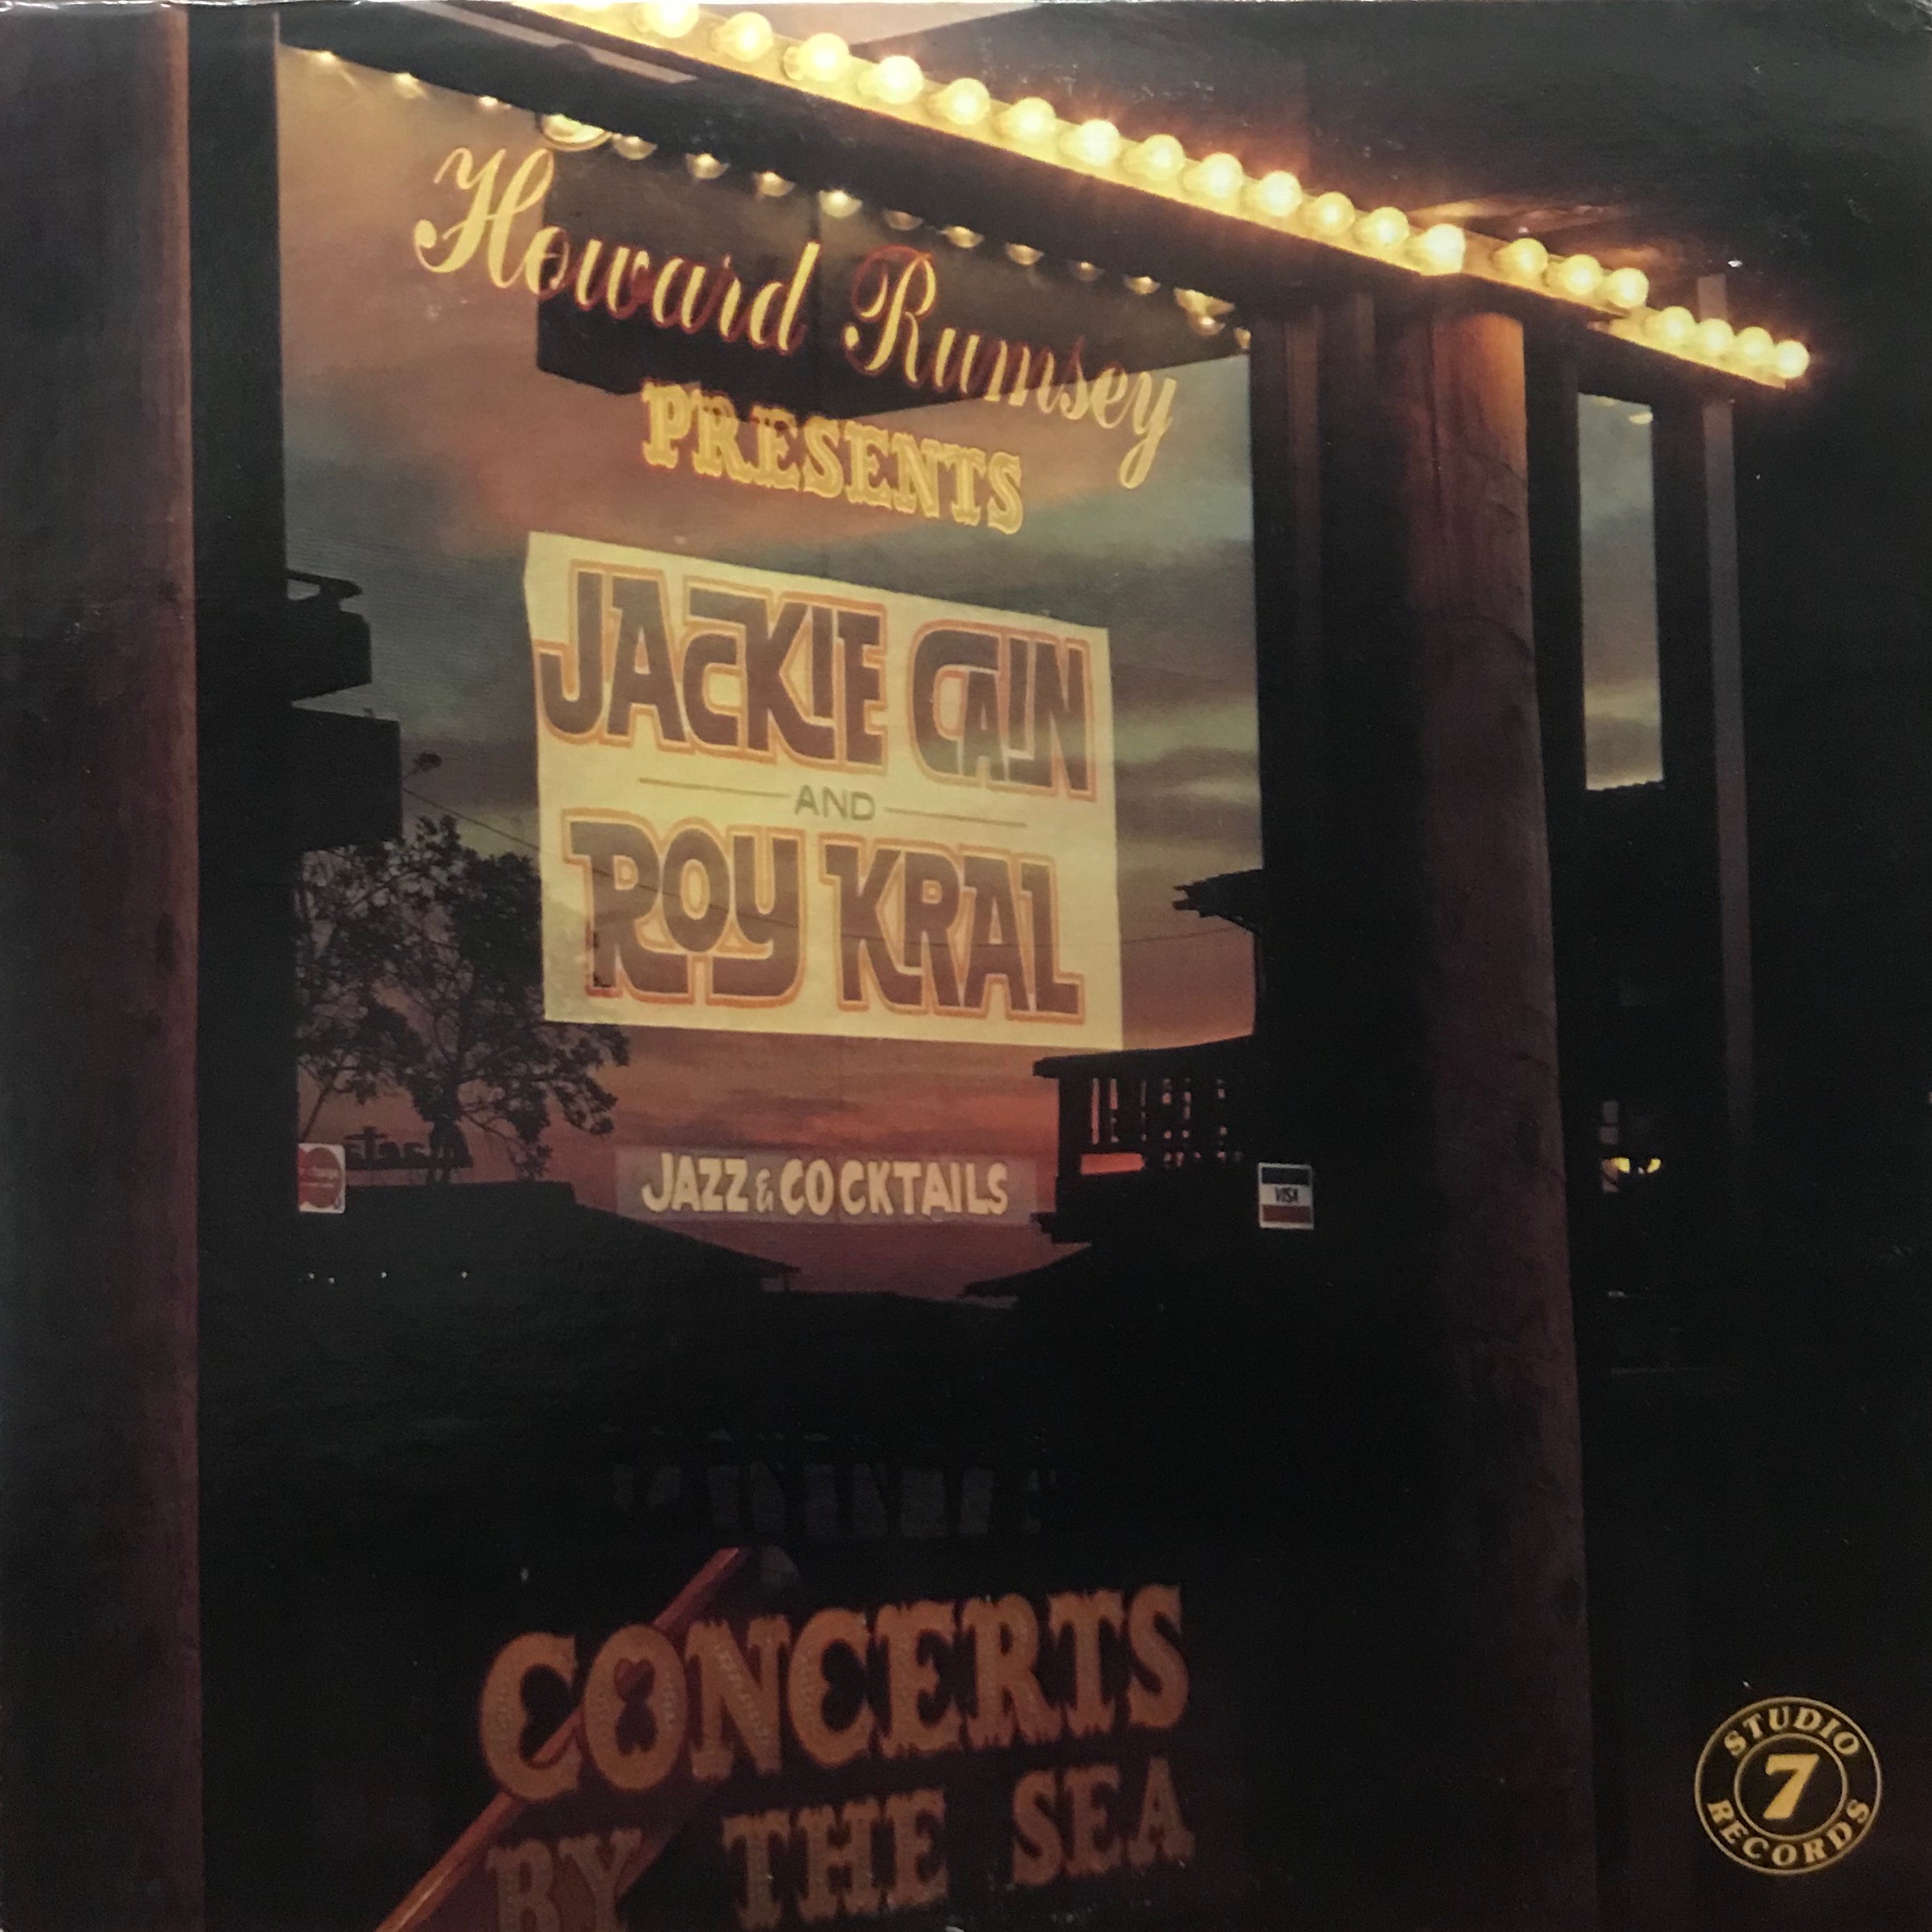 Howard Rumsey
PRESENTS
JACKIE CAIN
AND
ROY KRAL
JAZZ & COCKTAILS
VISA
CONCERTS
BY THE SEA
STUDIO
7
RECORDS